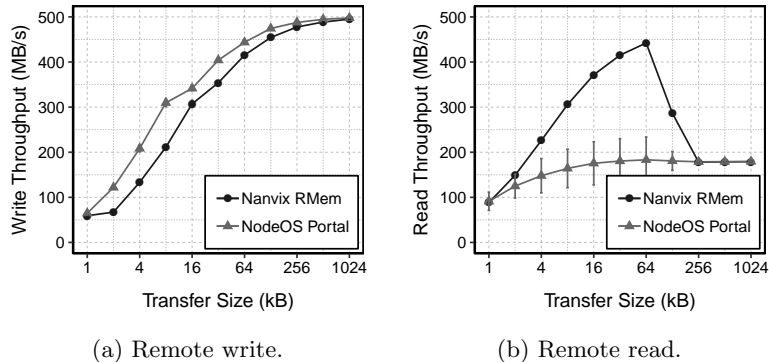 500
400
300
200
100
0
Write Throughput (MB/s)
Nanvix RMem
NodeOS Portal
1 4 16 64 256 1024
Transfer Size (kB)
(a) Remote write.
500
400
300
200
100
0
Read Throughput (MB/s)
Nanvix RMem
NodeOS Portal
1 4 16 64 256 1024
Transfer Size (kB)
(b) Remote read.